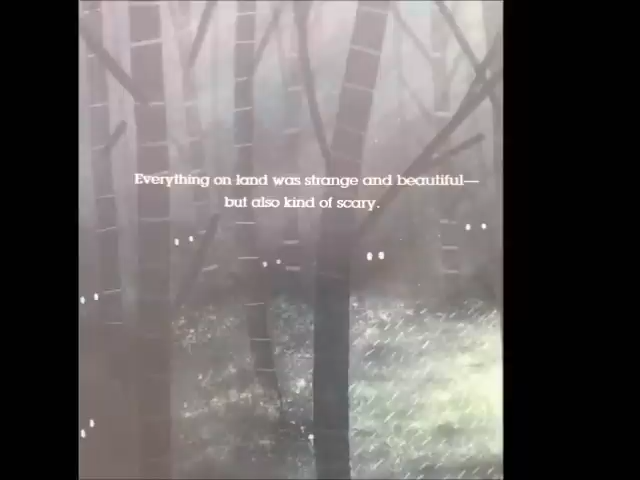 Everything on land was strange and beautiful—
but also kind of scary.